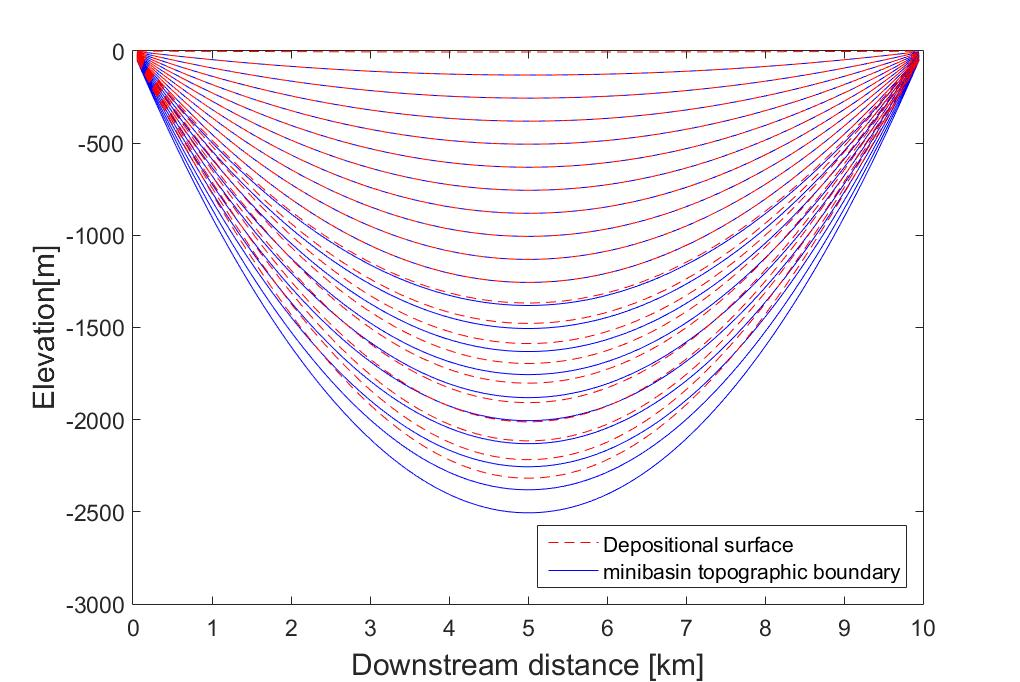 0
-500
-1000
-1500
-2000
-2500
-3000
Elevation[m]
Depositional surface
minibasin topographic boundary
0 1 2 3 4 5 6 7 8 9 10
Downstream distance [km]